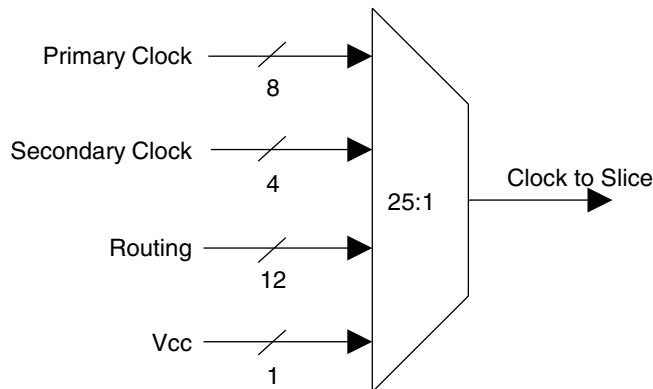 Primary Clock
8
Secondary Clock
4
Clock to Slice
25:1
Routing
12
Vcc
1